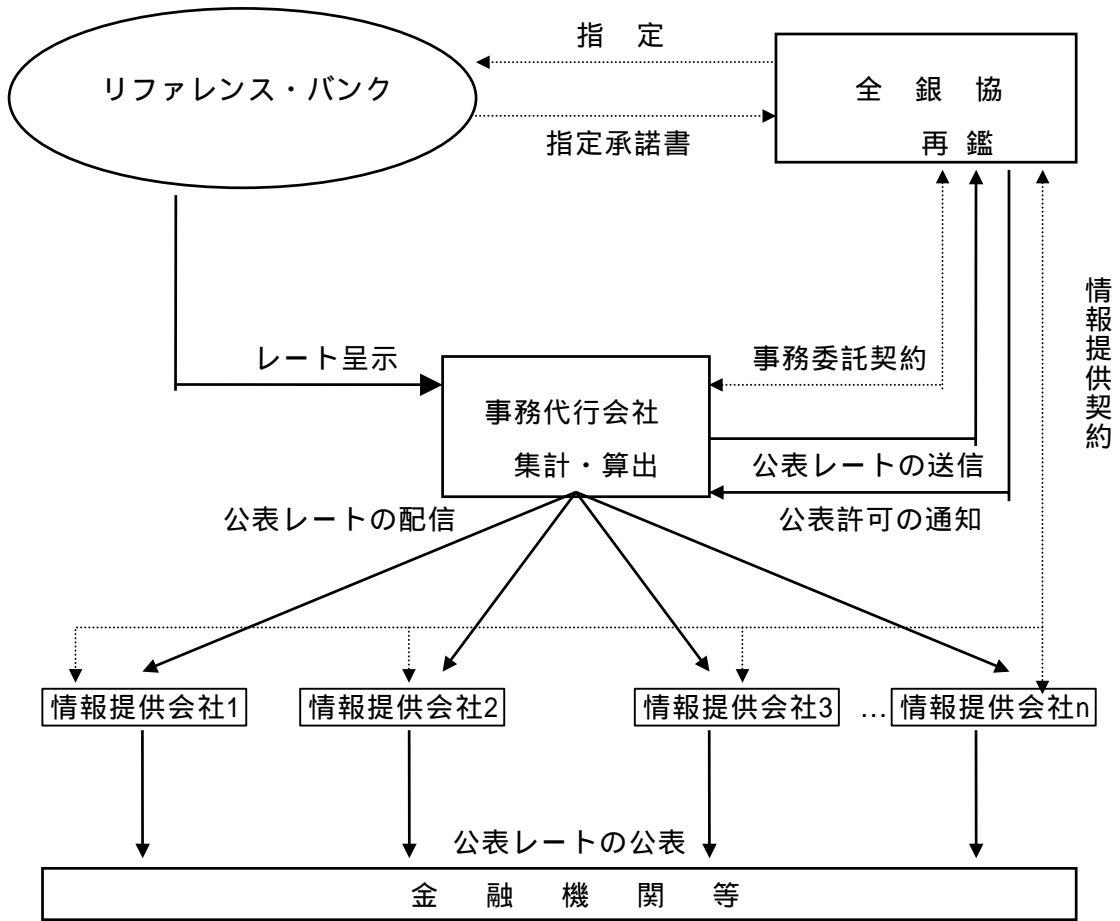 指 定
リファレンス・バンク
全 銀 協
再 鑑
指定承諾書
情報提供契約
レート呈示
事務委託契約
事務代行会社
集計・算出
公表レートの送信
公表レートの配信
公表許可の通知
情報提供会社1
情報提供会社2
情報提供会社3
…
情報提供会社n
公表レートの公表
金 融 機 関 等